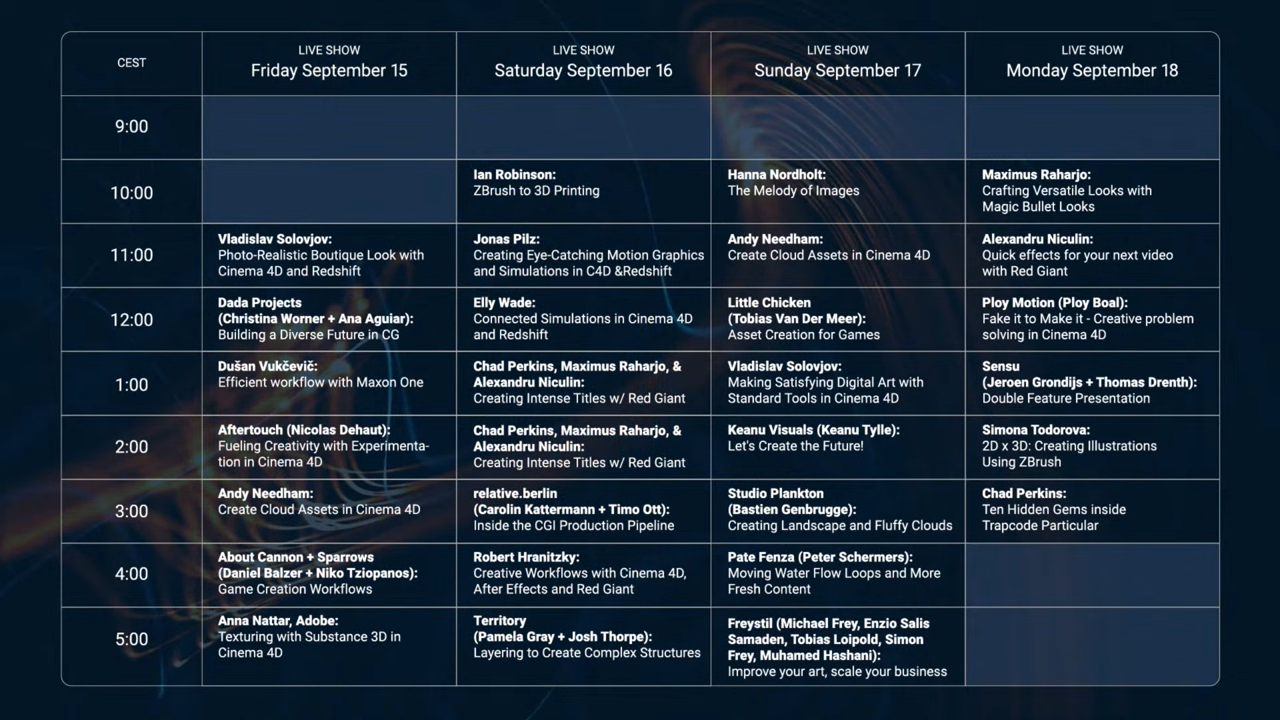 CEST
LIVE SHOW
Friday September 15
LIVE SHOW
Saturday September 16
LIVE SHOW
Sunday September 17
LIVE SHOW
Monday September 18
9:00
10:00
Ian Robinson:
ZBrush to 3D Printing
Hanna Nordholt:
The Melody of Images
Maximus Raharjo:
Crafting Versatile Looks with
Magic Bullet Looks
11:00
Vladislav Solovjov:
Photo-Realistic Boutique Look with
Cinema 4D and Redshift
Jonas Pilz:
Creating Eye-Catching Motion Graphics
and Simulations in C4D &Redshift
Andy Needham:
Create Cloud Assets in Cinema 4D
Alexandru Niculin:
Quick effects for your next video
with Red Giant
12:00
Dada Projects
(Christina Worner + Ana Aguiar):
Building a Diverse Future in CG
Elly Wade:
Connected Simulations in Cinema 4D
and Redshift
Little Chicken
(Tobias Van Der Meer):
Asset Creation for Games
Ploy Motion (Ploy Boal):
Fake it to Make it - Creative problem
solving in Cinema 4D
1:00
Dušan Vukčevič:
Efficient workflow with Maxon One
Chad Perkins, Maximus Raharjo, &
Alexandru Niculin:
Creating Intense Titles w/ Red Giant
Vladislav Solovjov:
Making Satisfying Digital Art with
Standard Tools in Cinema 4D
Sensu
(Jeroen Grondijs + Thomas Drenth):
Double Feature Presentation
2:00
Aftertouch (Nicolas Dehaut):
Fueling Creativity with Experimenta-
tion in Cinema 4D
Chad Perkins, Maximus Raharjo, &
Alexandru Niculin:
Creating Intense Titles w/ Red Giant
Keanu Visuals (Keanu Tylle):
Let's Create the Future!
Simona Todorova:
2D x 3D: Creating Illustrations
Using ZBrush
3:00
Andy Needham:
Create Cloud Assets in Cinema 4D
relative.berlin
(Carolin Kattermann + Timo Ott):
Inside the CGI Production Pipeline
Studio Plankton
(Bastien Genbrugge):
Creating Landscape and Fluffy Clouds
Chad Perkins:
Ten Hidden Gems inside
Trapcode Particular
4:00
About Cannon + Sparrows
(Daniel Balzer + Niko Tziopanos):
Game Creation Workflows
Robert Hranitzky:
Creative Workflows with Cinema 4D,
After Effects and Red Giant
Pate Fenza (Peter Schermers):
Moving Water Flow Loops and More
Fresh Content
5:00
Anna Nattar, Adobe:
Texturing with Substance 3D in
Cinema 4D
Territory
(Pamela Gray + Josh Thorpe):
Layering to Create Complex Structures
Freystil (Michael Frey, Enzio Salis
Samaden, Tobias Loipold, Simon
Frey, Muhamed Hashani):
Improve your art, scale your business